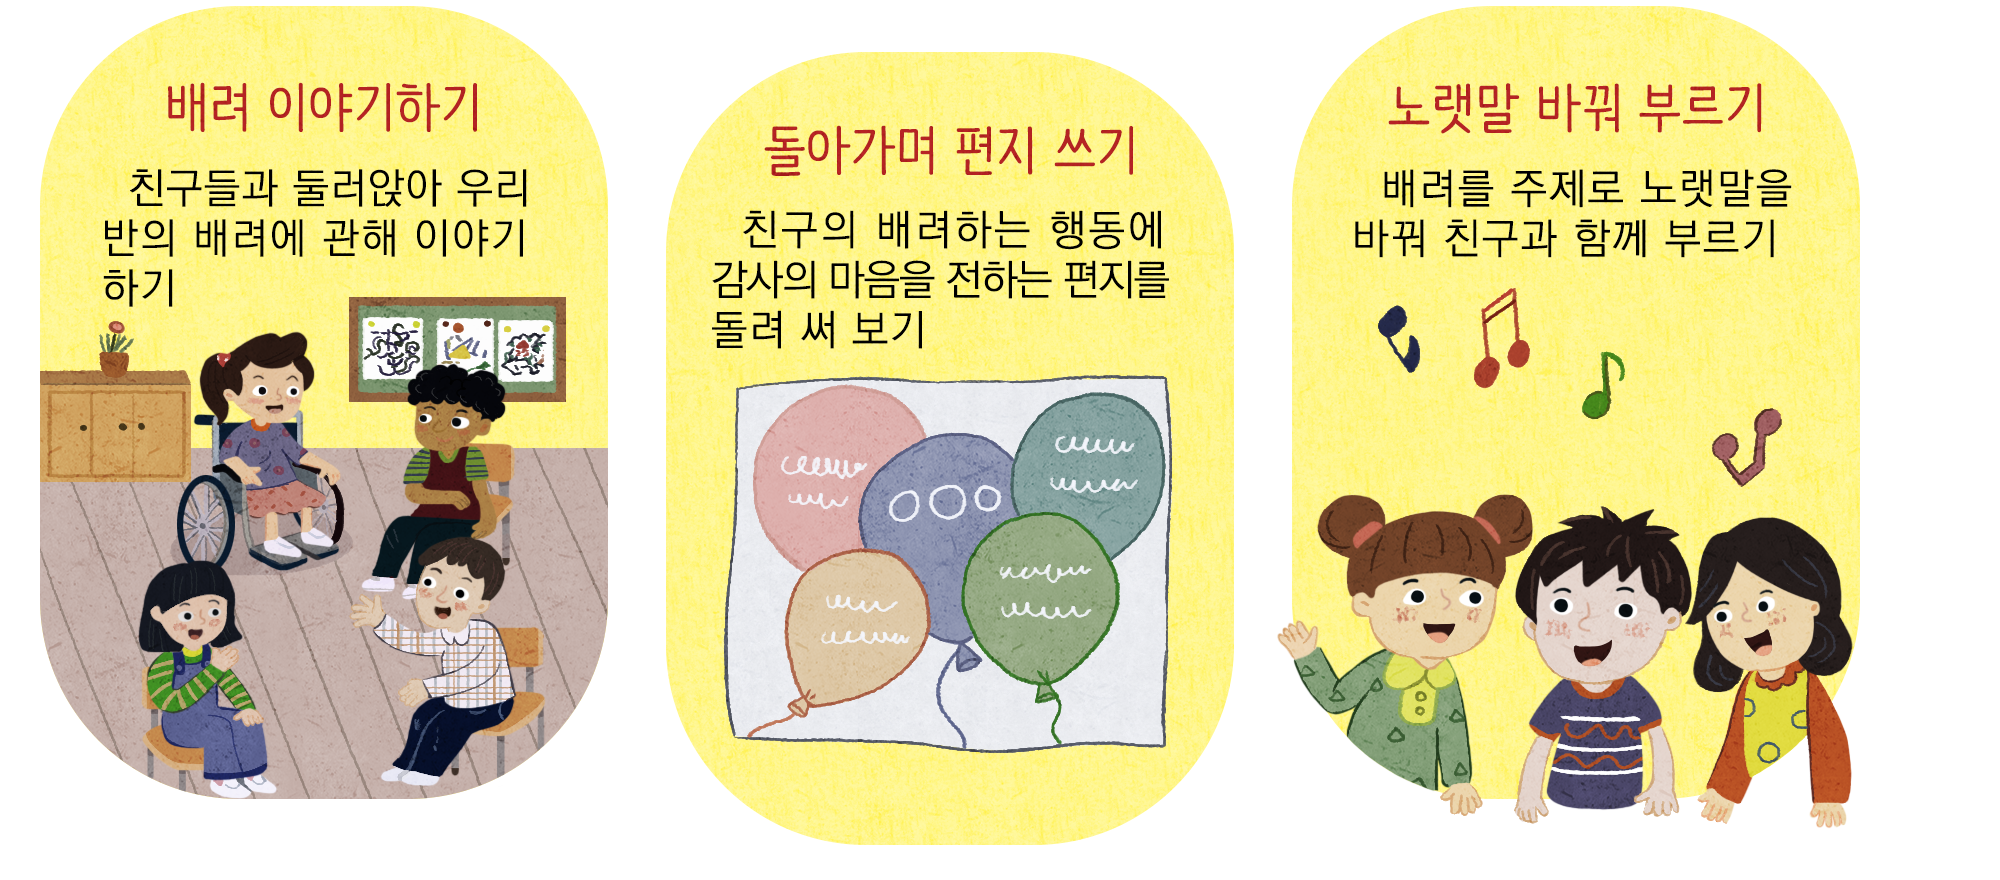 배려 이야기하기
친구들과 둘러앉아 우리
반의 배려에 관해 이야기
하기
돌아가며 편지 쓰기
친구의 배려하는 행동에
감사의 마음을 전하는 편지를
돌려 써 보기
노랫말 바꿔 부르기
배려를 주제로 노랫말을
바꿔 친구과 함께 부르기